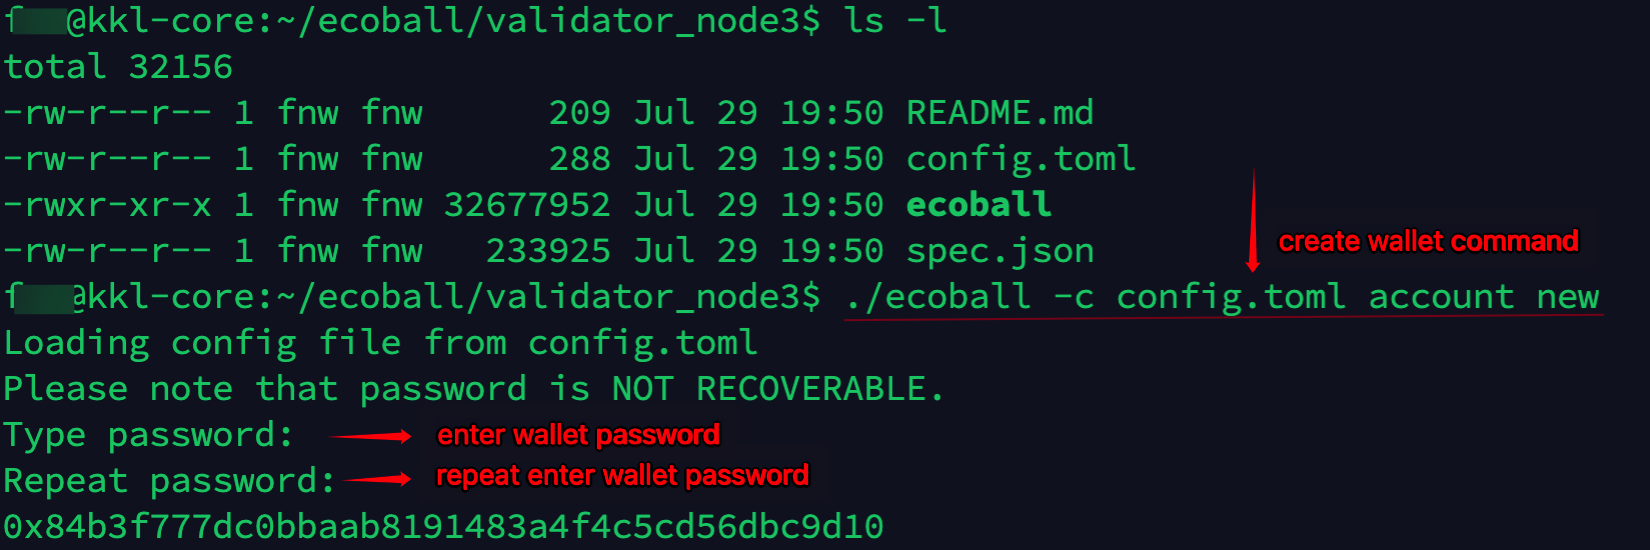 f@kkl-core:~/ecoball/validator_node3$ ls -l
total 32156
-rw-r--r-- 1 fnw fnw      209 Jul 29 19:50 README.md
-rw-r--r-- 1 fnw fnw      288 Jul 29 19:50 config.toml
-rwxr-xr-x 1 fnw fnw 32677952 Jul 29 19:50 ecoball
-rw-r--r-- 1 fnw fnw   233925 Jul 29 19:50 spec.json
create wallet command
f@kkl-core:~/ecoball/validator_node3$ ./ecoball -c config.toml account new
Loading config file from config.toml
Please note that password is NOT RECOVERABLE.
Type password: enter wallet password
Repeat password: repeat enter wallet password
0x84b3f777dc0bbaab8191483a4f4c5cd56dbc9d10